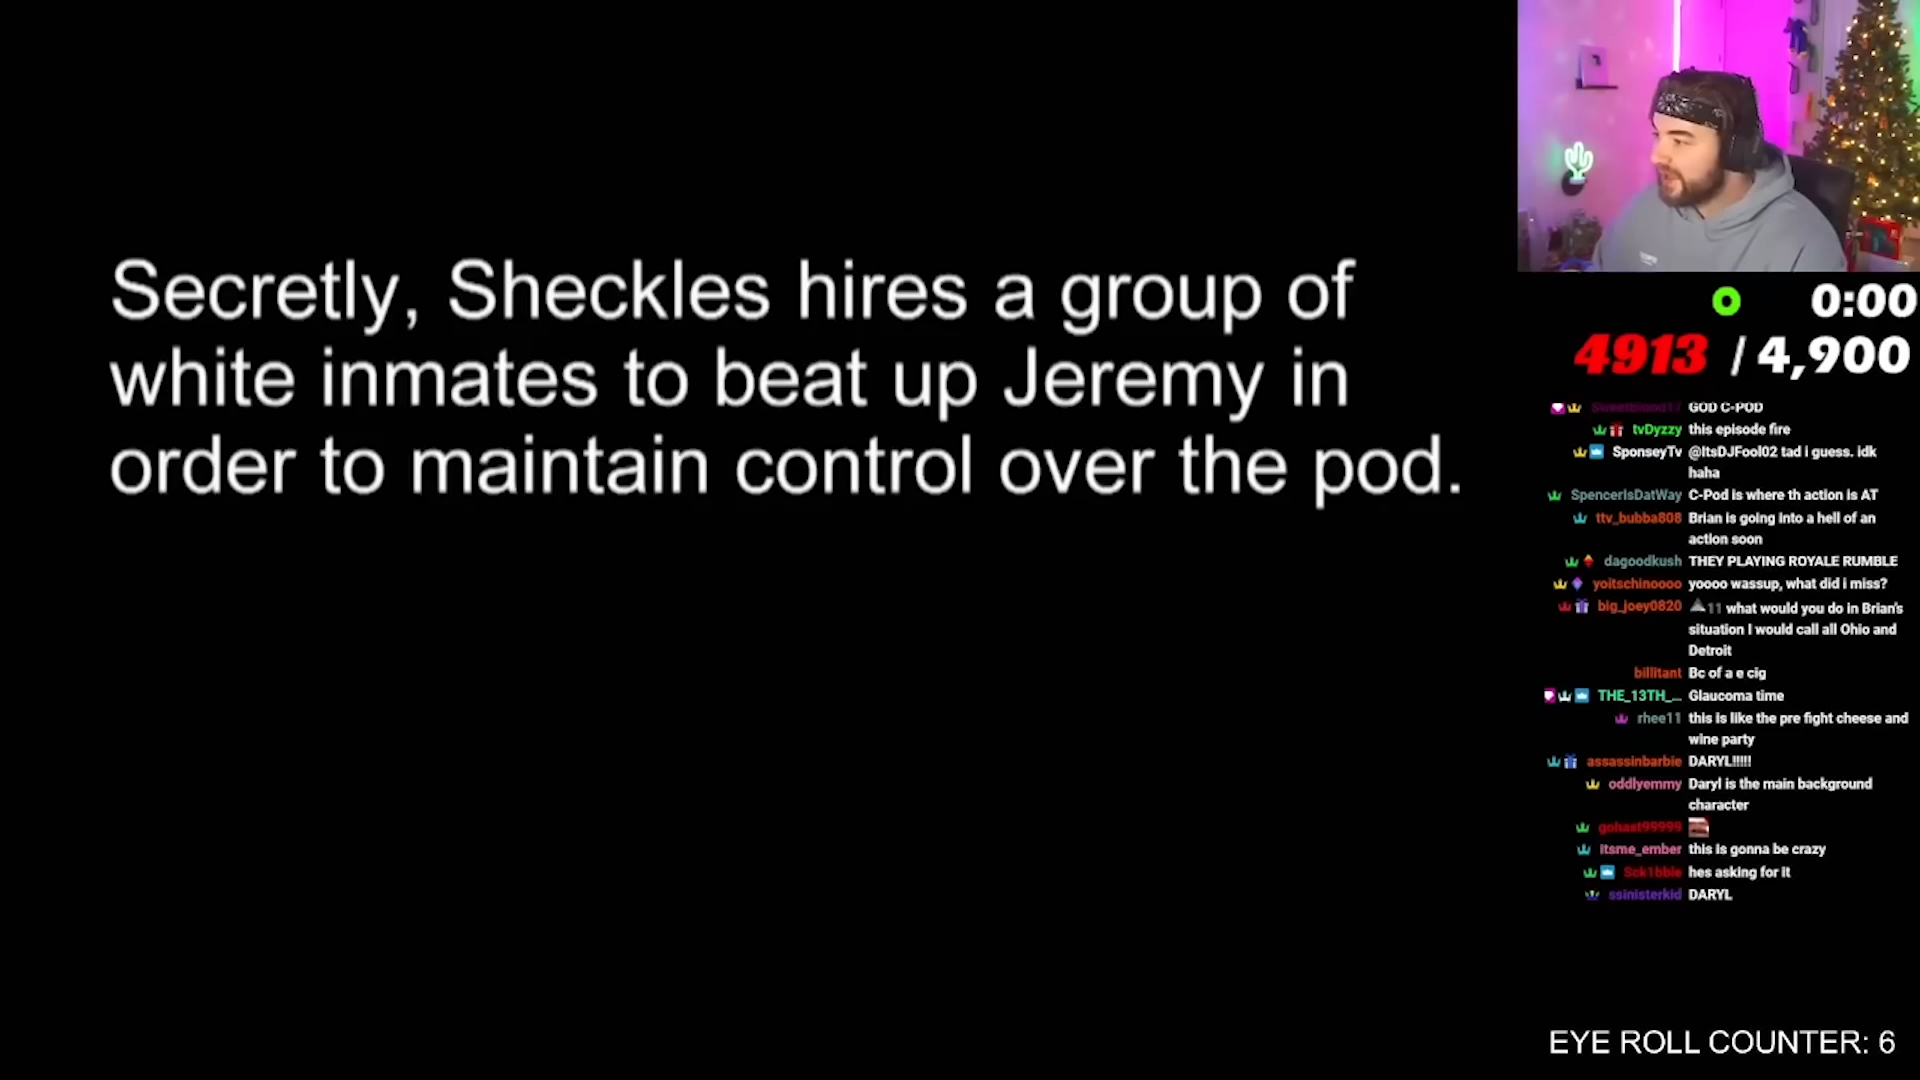 Secretly, Sheckles hires a group of
white inmates to beat up Jeremy in
order to maintain control over the pod.
0:00
4913 / 4,900
GOD C-POD
tvDyzzy this episode fire
SponseyTv @ItsDJFool02 tad i guess. idk
haha
SpencerIsDatWay C-Pod is where th action is AT
ttv_bubba808 Brian is going into a hell of an
action soon
dagoodkush THEY PLAYING ROYALE RUMBLE
yoitschinoooo yoooo wassup, what did i miss?
big_joey0820 11 what would you do in Brian's
situation I would call all Ohio and
Detroit
billitant Bc of a e cig
THE_13TH_... Glaucoma time
rhee11 this is like the pre fight cheese and
wine party
assassinbarbie DARYL!!!!!
oddlyemmy Daryl is the main background
character
gohast99999
itsme_ember this is gonna be crazy
Sck1bble hes asking for it
ssinisterkid DARYL
EYE ROLL COUNTER: 6